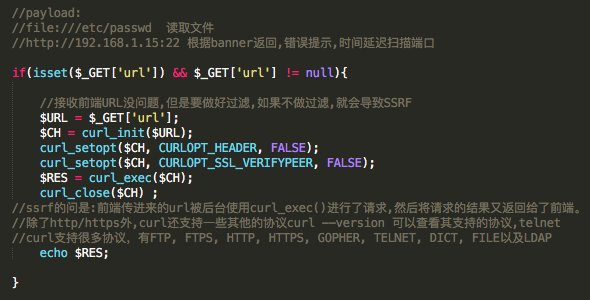 //payload:
//file:///etc/passwd  读取文件
//http://192.168.1.15:22 根据banner返回,错误提示,时间延迟扫描端口
if(isset($_GET['url']) && $_GET['url'] != null){
//接收前端URL没问题,但是要做好过滤,如果不做过滤,就会导致SSRF
$URL = $_GET['url'];
$CH = curl_init($URL);
curl_setopt($CH, CURLOPT_HEADER, FALSE);
curl_setopt($CH, CURLOPT_SSL_VERIFYPEER, FALSE);
$RES = curl_exec($CH);
curl_close($CH) ;
//ssrf的问是:前端传进来的url被后台使用curl_exec()进行了请求,然后将请求的结果又返回给了前端。
//除了http/https外,curl还支持一些其他的协议curl --version 可以查看其支持的协议,telnet
//curl支持很多协议，有FTP, FTPS, HTTP, HTTPS, GOPHER, TELNET, DICT, FILE以及LDAP
echo $RES;
}